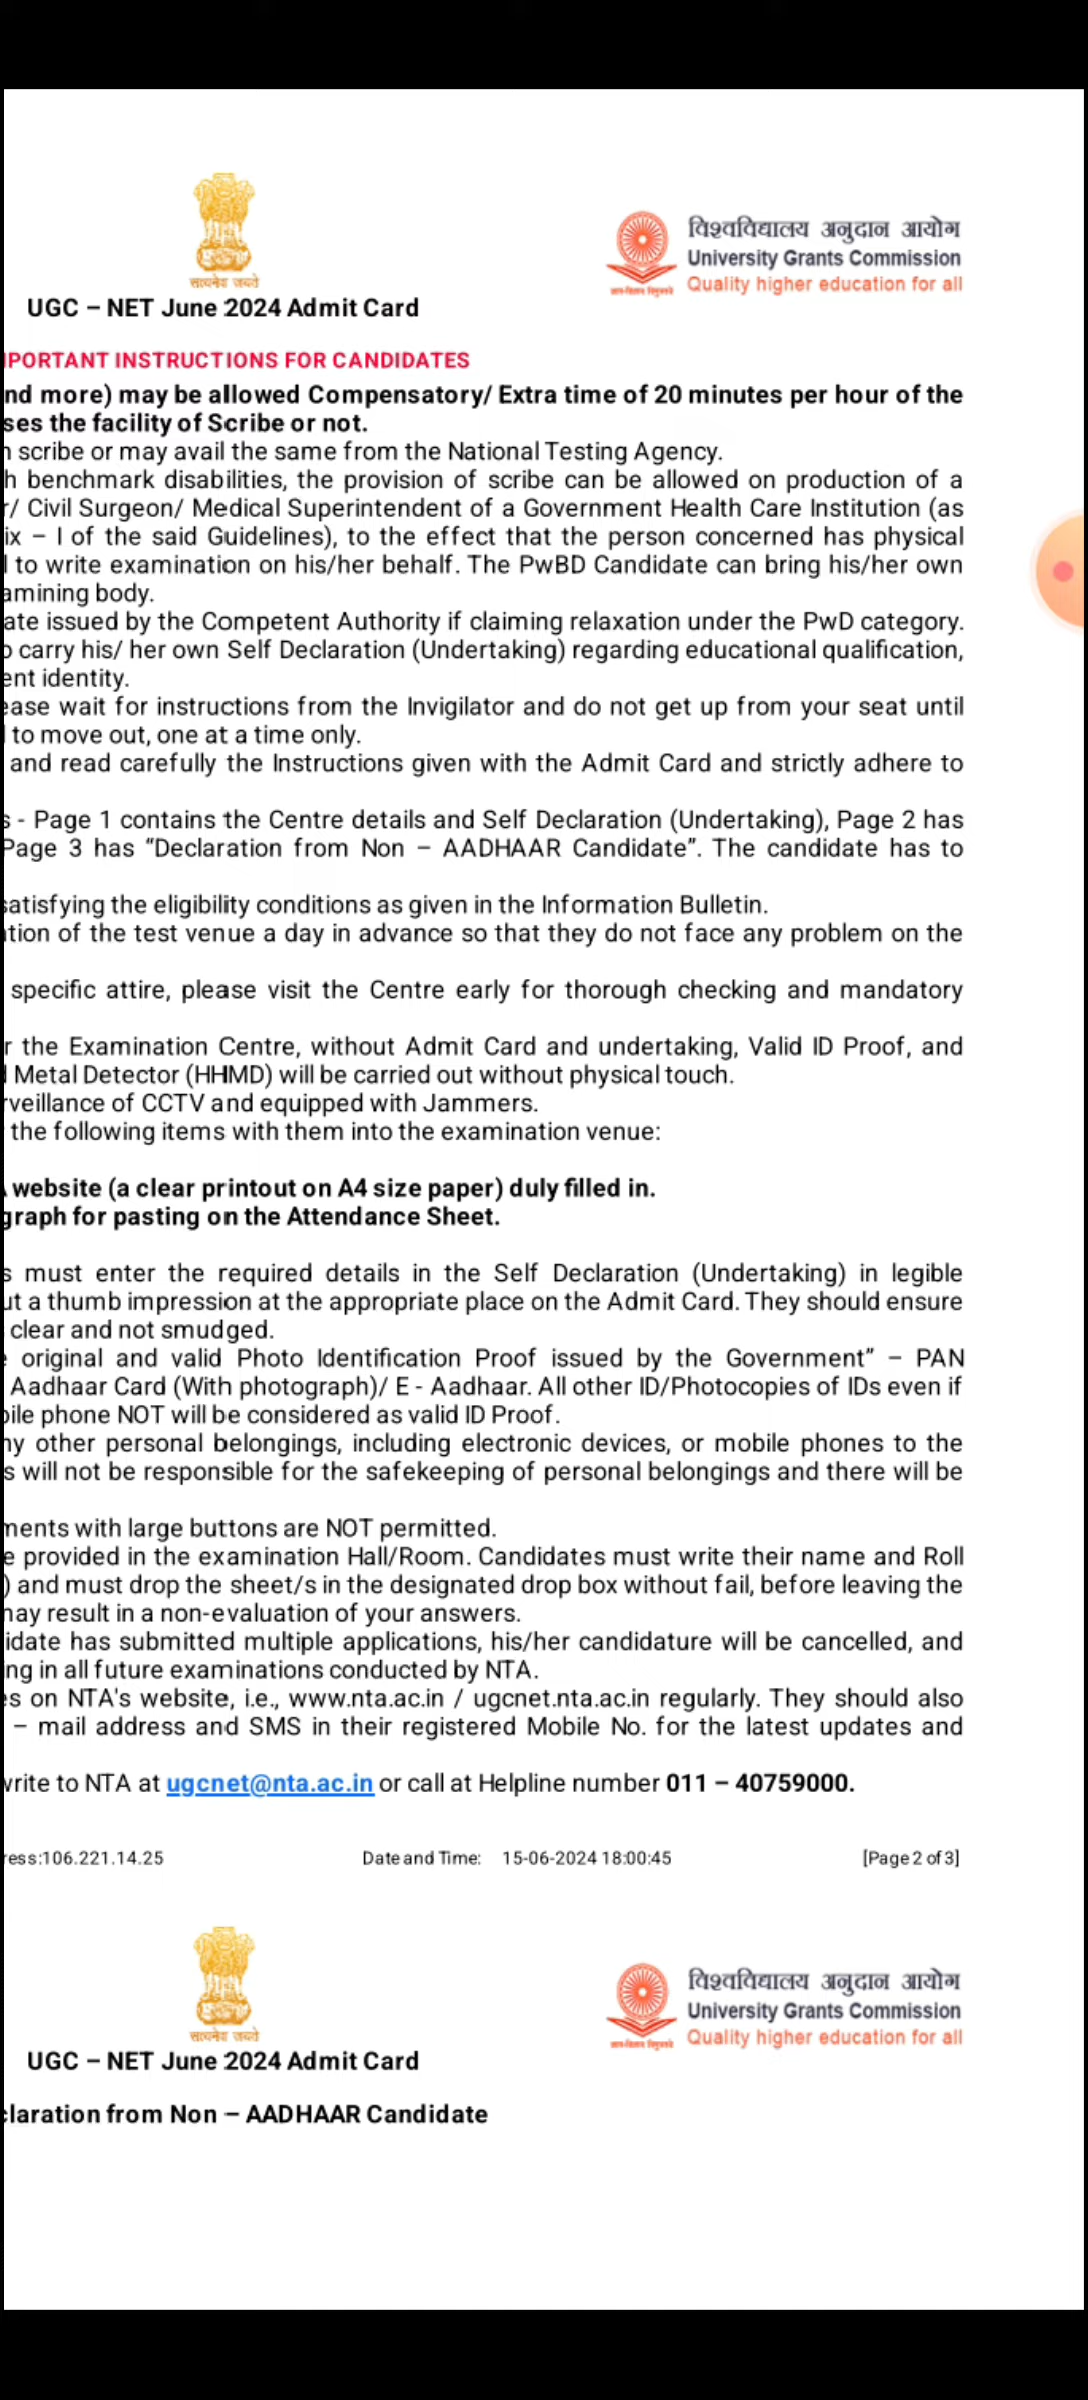 सत्यमेव जयते
विश्वविद्यालय अनुदान आयोग
University Grants Commission
Quality higher education for all
UGC – NET June 2024 Admit Card
PORTANT INSTRUCTIONS FOR CANDIDATES
nd more) may be allowed Compensatory/ Extra time of 20 minutes per hour of the
ses the facility of Scribe or not.
scribe or may avail the same from the National Testing Agency.
h benchmark disabilities, the provision of scribe can be allowed on production of a
r/ Civil Surgeon/ Medical Superintendent of a Government Health Care Institution (as
ix – I of the said Guidelines), to the effect that the person concerned has physical
to write examination on his/her behalf. The PwBD Candidate can bring his/her own
amining body.
ate issued by the Competent Authority if claiming relaxation under the PwD category.
carry his/ her own Self Declaration (Undertaking) regarding educational qualification,
ent identity.
ease wait for instructions from the Invigilator and do not get up from your seat until
to move out, one at a time only.
and read carefully the Instructions given with the Admit Card and strictly adhere to
s - Page 1 contains the Centre details and Self Declaration (Undertaking), Page 2 has
Page 3 has “Declaration from Non – AADHAAR Candidate”. The candidate has to
satisfying the eligibility conditions as given in the Information Bulletin.
tion of the test venue a day in advance so that they do not face any problem on the
specific attire, please visit the Centre early for thorough checking and mandatory
r the Examination Centre, without Admit Card and undertaking, Valid ID Proof, and
Metal Detector (HHMD) will be carried out without physical touch.
rveillance of CCTV and equipped with Jammers.
the following items with them into the examination venue:
website (a clear printout on A4 size paper) duly filled in.
graph for pasting on the Attendance Sheet.
s must enter the required details in the Self Declaration (Undertaking) in legible
ut a thumb impression at the appropriate place on the Admit Card. They should ensure
clear and not smudged.
original and valid Photo Identification Proof issued by the Government” – PAN
Aadhaar Card (With photograph)/ E - Aadhaar. All other ID/Photocopies of IDs even if
bile phone NOT will be considered as valid ID Proof.
ny other personal belongings, including electronic devices, or mobile phones to the
s will not be responsible for the safekeeping of personal belongings and there will be
ments with large buttons are NOT permitted.
e provided in the examination Hall/Room. Candidates must write their name and Roll
) and must drop the sheet/s in the designated drop box without fail, before leaving the
may result in a non-evaluation of your answers.
idate has submitted multiple applications, his/her candidature will be cancelled, and
ing in all future examinations conducted by NTA.
es on NTA's website, i.e., www.nta.ac.in / ugcnet.nta.ac.in regularly. They should also
– mail address and SMS in their registered Mobile No. for the latest updates and
write to NTA at ugcnet@nta.ac.in or call at Helpline number 011 – 40759000.
ress:106.221.14.25 Date and Time: 15-06-2024 18:00:45 [Page 2 of 3]
सत्यमेव जयते
विश्वविद्यालय अनुदान आयोग
University Grants Commission
Quality higher education for all
UGC – NET June 2024 Admit Card
claration from Non – AADHAAR Candidate